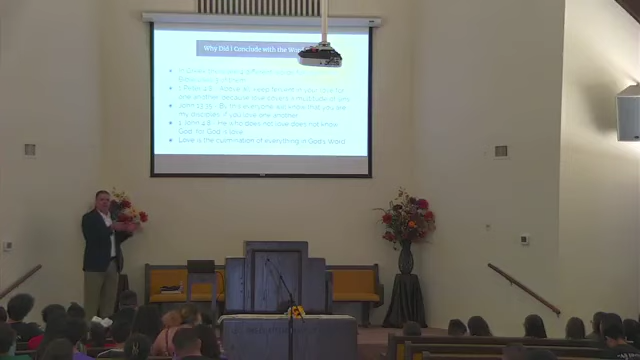 Why Did I Conclude with the Word
1 Peter 4:8 - Above all, keep fervent in your love for
one another, because love covers a multitude of sins.
John 13:35 - By this everyone will know that you are
my disciples, if you love one another.
1 John 4:8 - He who does not love does not know
God, for God is love.
Love is the culmination of everything in God's Word.